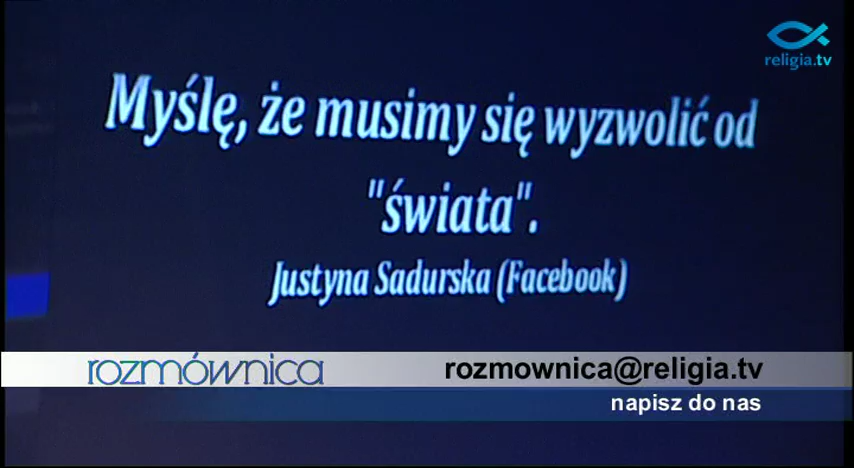 religia.tv
Myślę, że musimy się wyzwolić od
"świata".
Justyna Sadurska (Facebook)
rozmównica
rozmownica@religia.tv
napisz do nas